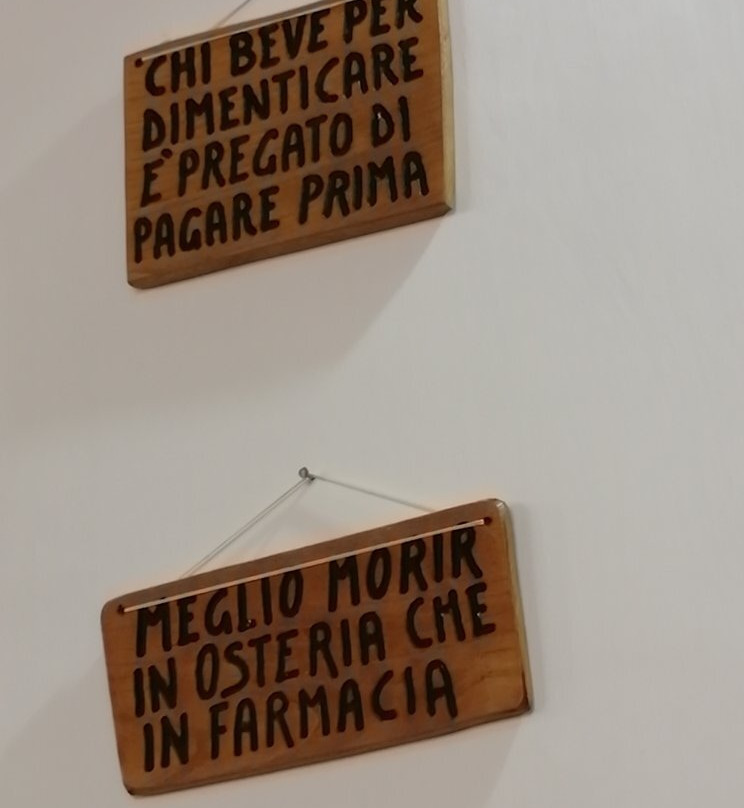 CHI BEVE PER
DIMENTICARE
E' PREGATO DI
PAGARE PRIMA
MEGLIO MORIR
IN OSTERIA CHE
IN FARMACIA